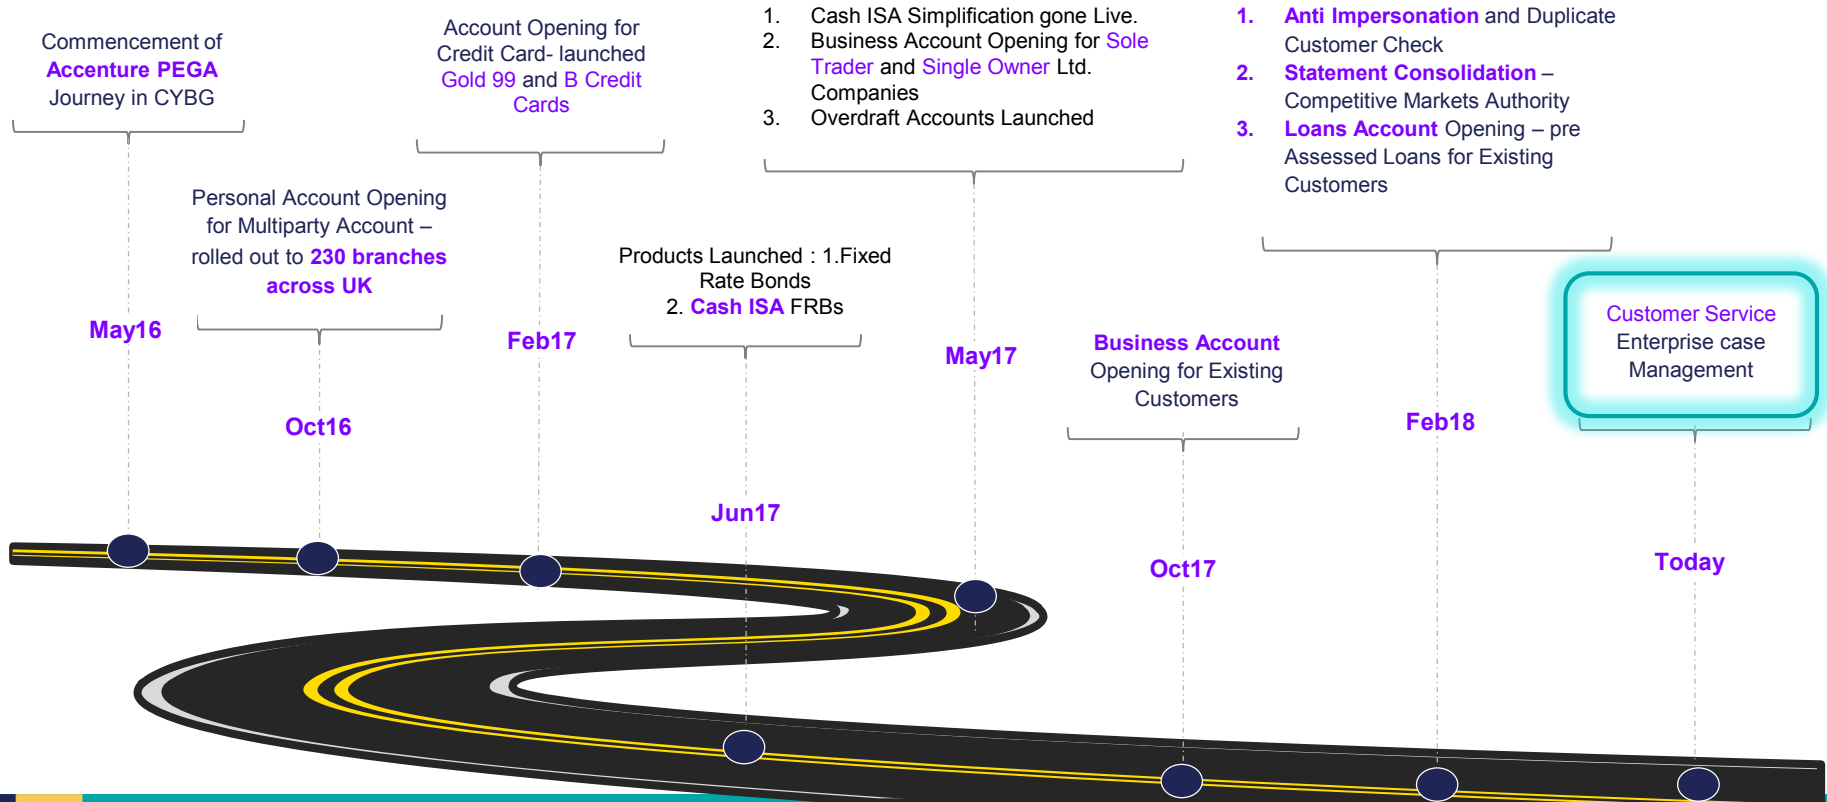 Commencement of
Accenture PEGA
Journey in CYBG
May16
Personal Account Opening
for Multiparty Account –
rolled out to 230 branches
across UK
Oct16
Account Opening for
Credit Card- launched
Gold 99 and B Credit
Cards
Feb17
1. Cash ISA Simplification gone Live.
2. Business Account Opening for Sole
Trader and Single Owner Ltd.
Companies
3. Overdraft Accounts Launched
May17
Products Launched : 1.Fixed
Rate Bonds
2. Cash ISA FRBs
Jun17
Business Account
Opening for Existing
Customers
Oct17
1. Anti Impersonation and Duplicate
Customer Check
2. Statement Consolidation –
Competitive Markets Authority
3. Loans Account Opening – pre
Assessed Loans for Existing
Customers
Feb18
Customer Service
Enterprise case
Management
Today